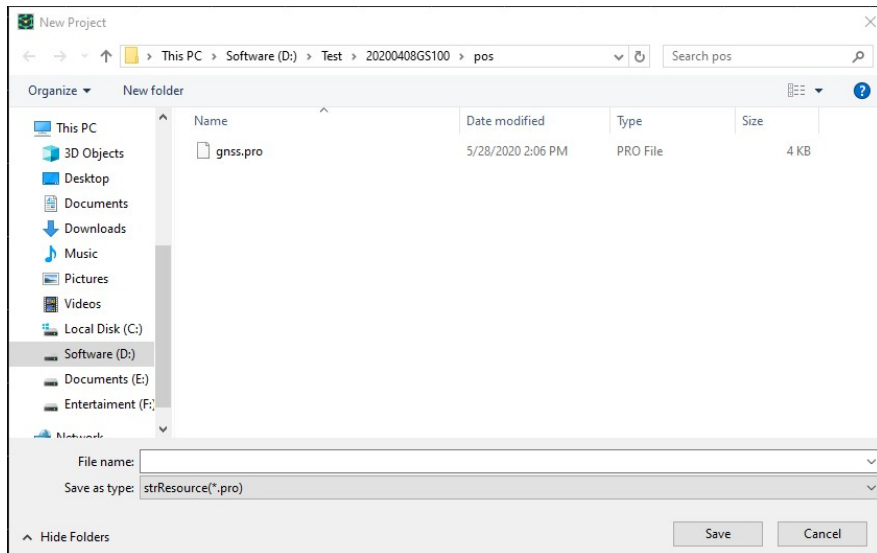 New Project
This PC > Software (D:) > Test > 20200408GS100 > pos
Search pos
Organize
New folder
Name
Date modified
Type
Size
gnss.pro
5/28/2020 2:06 PM
PRO File
4 KB
This PC
3D Objects
Desktop
Documents
Downloads
Music
Pictures
Videos
Local Disk (C:)
Software (D:)
Documents (E:)
Entertaiment (F:)
Network
File name:
Save as type: strResource(*.pro)
Hide Folders
Save
Cancel